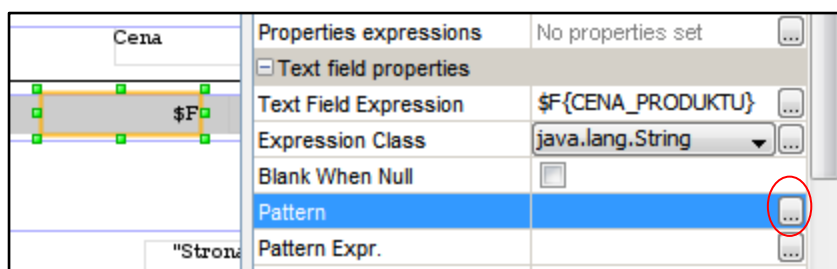 Cena
$F
"Strona
Properties expressions No properties set ...
Text field properties
Text Field Expression $F{CENA_PRODUKTU} ...
Expression Class java.lang.String ...
Blank When Null
Pattern ...
Pattern Expr. ...